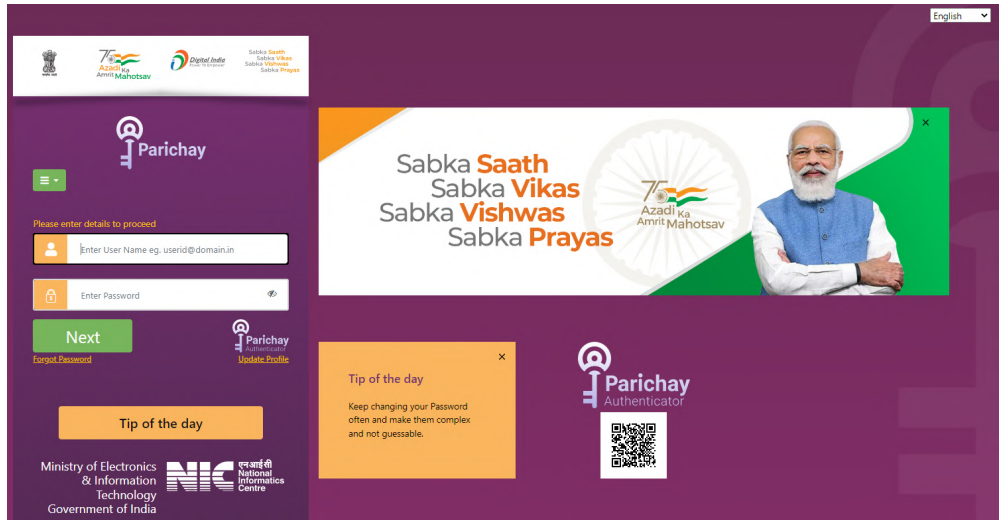 English
75
Azadi Ka
Amrit Mahotsav
Digital India
Power To Empower
Sabka Saath
Sabka Vikas
Sabka Vishwas
Sabka Prayas
Parichay
Please enter details to proceed
Enter User Name eg. userid@domain.in
Enter Password
Next
Parichay
Authenticator
Forgot Password
Update Profile
Tip of the day
Ministry of Electronics
& Information
Technology
Government of India
NIC
एनआईसी
National
Informatics
Centre
×
Sabka Saath
Sabka Vikas
Sabka Vishwas
Sabka Prayas
75
Azadi Ka
Amrit Mahotsav
×
Tip of the day
Keep changing your Password
often and make them complex
and not guessable.
Parichay
Authenticator